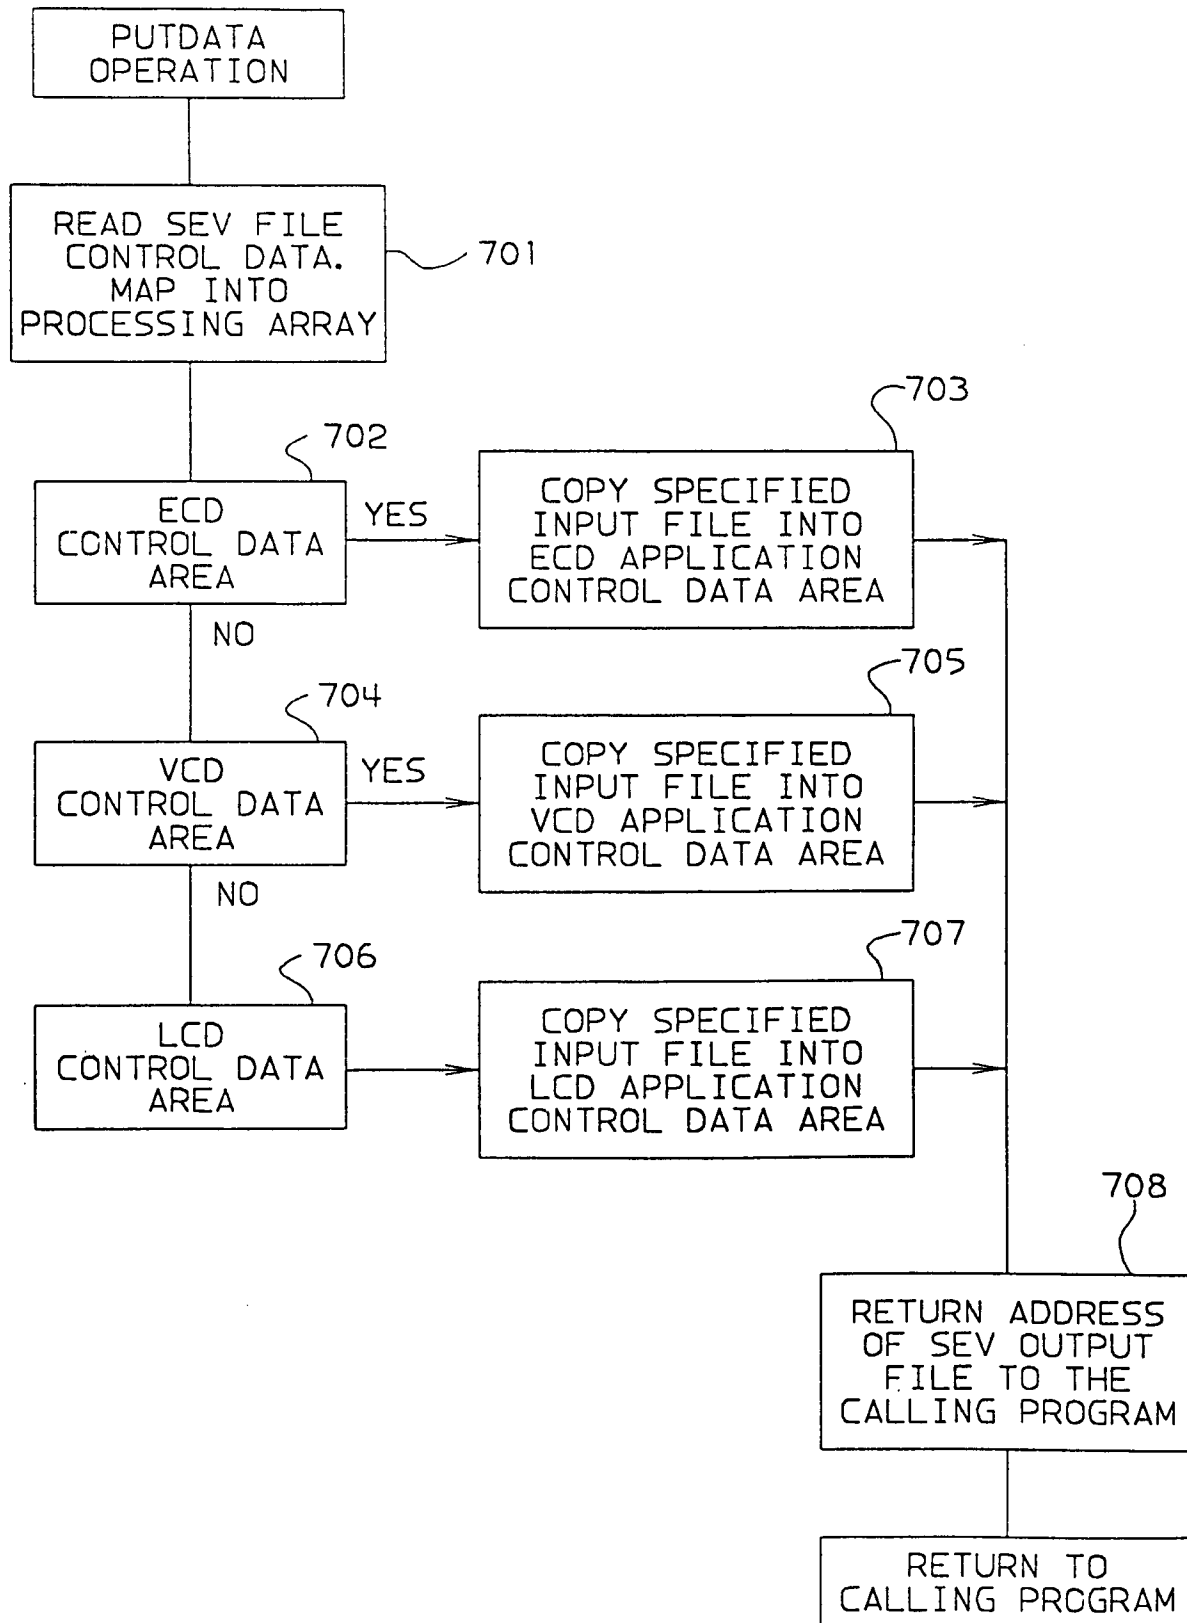 PUTDATA
OPERATION
READ SEV FILE
CONTROL DATA.
MAP INTO
PROCESSING ARRAY
701
702
ECD
CONTROL DATA
AREA
YES
NO
703
COPY SPECIFIED
INPUT FILE INTO
ECD APPLICATION
CONTROL DATA AREA
704
VCD
CONTROL DATA
AREA
YES
NO
705
COPY SPECIFIED
INPUT FILE INTO
VCD APPLICATION
CONTROL DATA AREA
706
LCD
CONTROL DATA
AREA
707
COPY SPECIFIED
INPUT FILE INTO
LCD APPLICATION
CONTROL DATA AREA
708
RETURN ADDRESS
OF SEV OUTPUT
FILE TO THE
CALLING PROGRAM
RETURN TO
CALLING PROGRAM